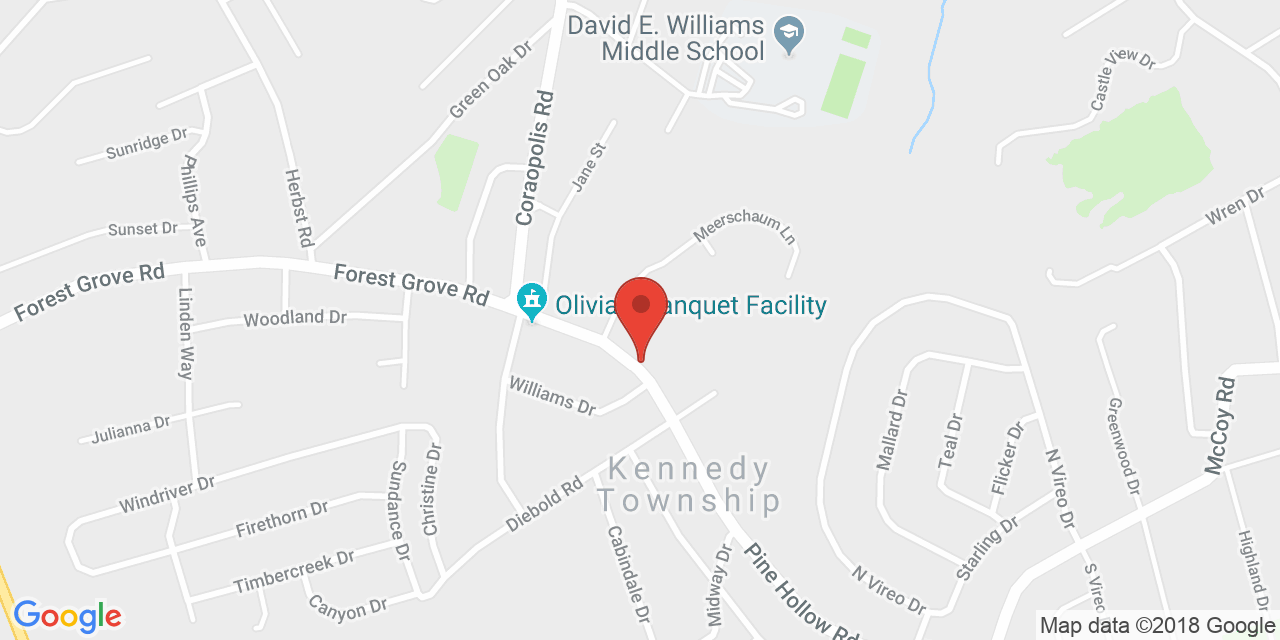 David E. Williams
Middle School
Green Oak Dr
Castle View Dr
Coraopolis Rd
Sunridge Dr
Jane St
Phillips Ave
Herbst Rd
Wren Dr
Meerschaum Ln
Sunset Dr
Forest Grove Rd
Forest Grove Rd
Banquet Facility
Linden Way
Woodland Dr
Williams Dr
McCoy Rd
Mallard Dr
Teal Dr
Flicker Dr
Greenwood Dr
Julianna Dr
Christine Dr
Kennedy
Township
N Vireo Dr
Windriver Dr
Sundance Dr
Diebold Rd
Firethorn Dr
Cabindale Dr
Starling Dr
Highland Dr
Midway Dr
Pine Hollow Rd
Timbercreek Dr
N Vireo Dr
S Vireo
Canyon Dr
Google
Map data ©2018 Google